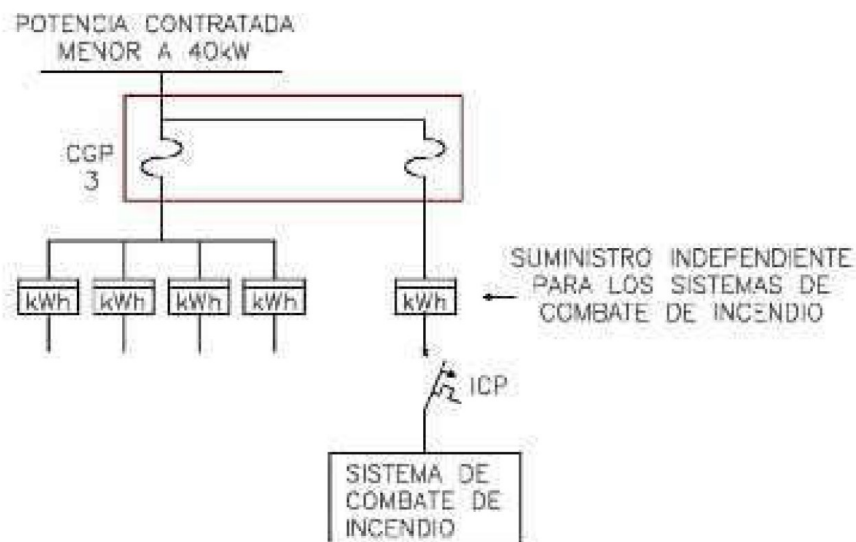 POTENCIA CONTRATADA
MENOR A 40kW
CGP
3
kWh
kWh
kWh
kWh
kWh
SUMINISTRO INDEPENDIENTE
PARA LOS SISTEMAS DE
COMBATE DE INCENDIO
ICP
SISTEMA DE
COMBATE DE
INCENDIO